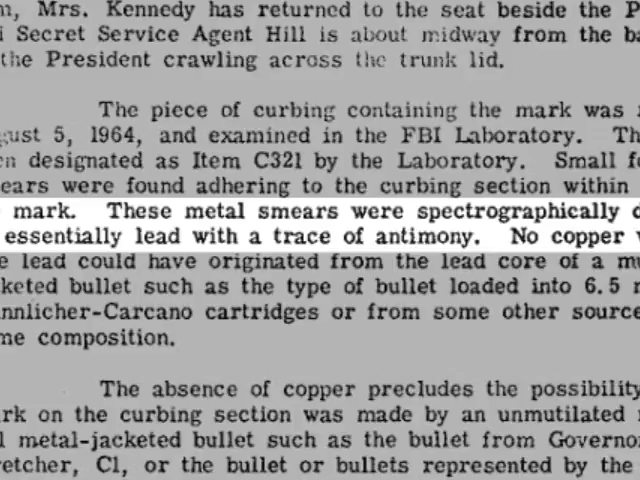 Mrs. Kennedy has returned to the seat beside the
Secret Service Agent Hill is about midway from the
the President crawling across the trunk lid.
The piece of curbing containing the mark was
5, 1964, and examined in the FBI Laboratory.
designated as Item C321 by the Laboratory. Small
ears were found adhering to the curbing section within
mark. These metal smears were spectrographically
essentially lead with a trace of antimony. No copper
lead could have originated from the lead core of a
keted bullet such as the type of bullet loaded into 6.5
nnlicher-Carcano cartridges or from some other source
me composition.
The absence of copper precludes the possibility
rk on the curbing section was made by an unmutilated
metal-jacketed bullet such as the bullet from Governo
retcher, C1, or the bullet or bullets represented by the